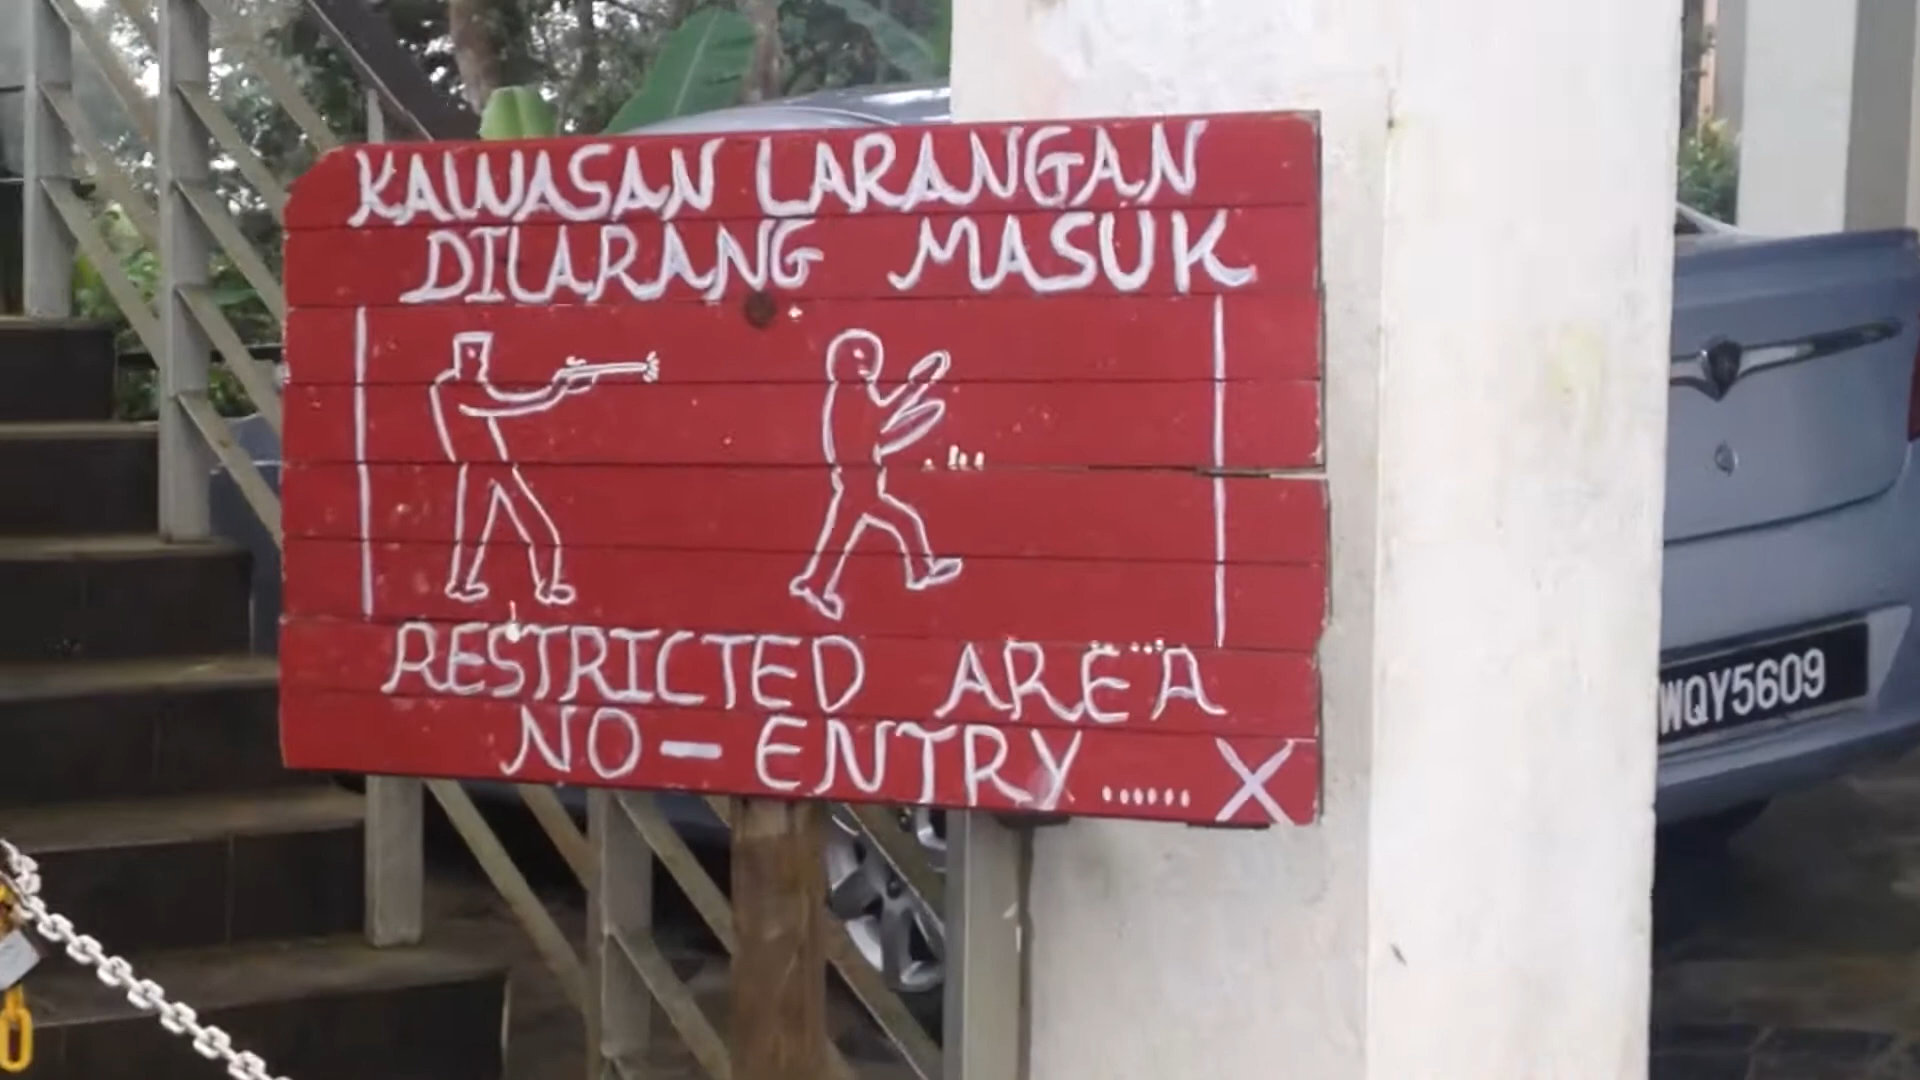 KAWASAN LARANGAN
DILARANG MASUK
RESTRICTED AREA
NO - ENTRY ...... X
WQY5609